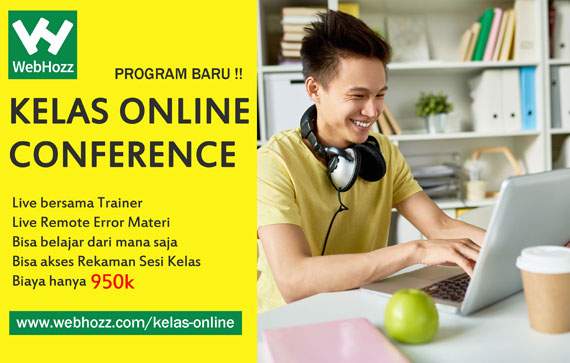 WebHozz
PROGRAM BARU !!
KELAS ONLINE
CONFERENCE
Live bersama Trainer
Live Remote Error Materi
Bisa belajar dari mana saja
Bisa akses Rekaman Sesi Kelas
Biaya hanya 950k
www.webhozz.com/kelas-online